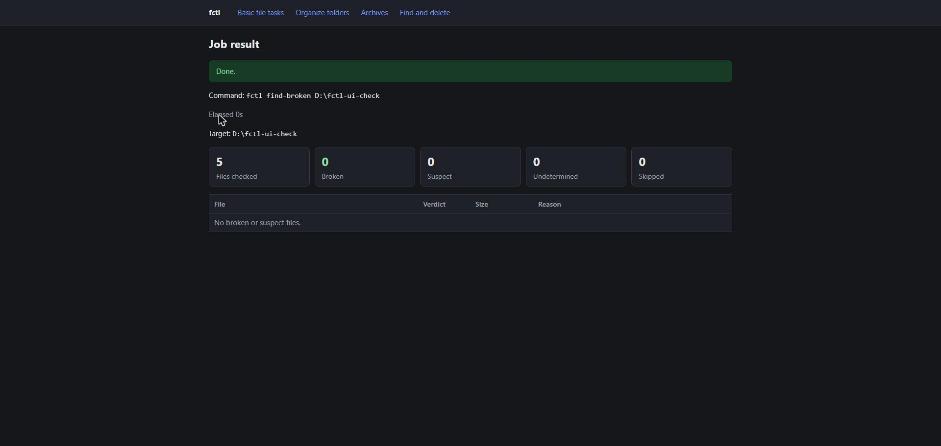 fctl Basic file tasks Organize folders Archives Find and delete
Job result
Done.
Command: fctl find-broken D:\fctl-ui-check
Elapsed 0s
Target: D:\fctl-ui-check
5 0 0 0 0
Files checked Broken Suspect Undetermined Skipped
File Verdict Size Reason
No broken or suspect files.